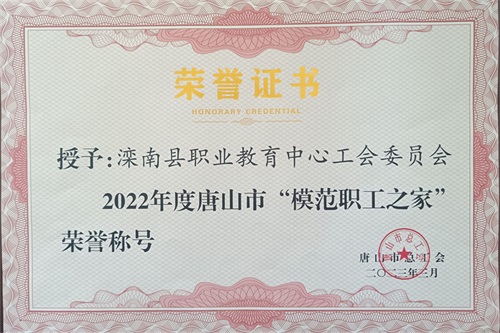 荣誉证书
HONORARY CREDENTIAL
授予：滦南县职业教育中心工会委员会
2022年度唐山市“模范职工之家”
荣誉称号
唐山市总工会
二〇二三年三月